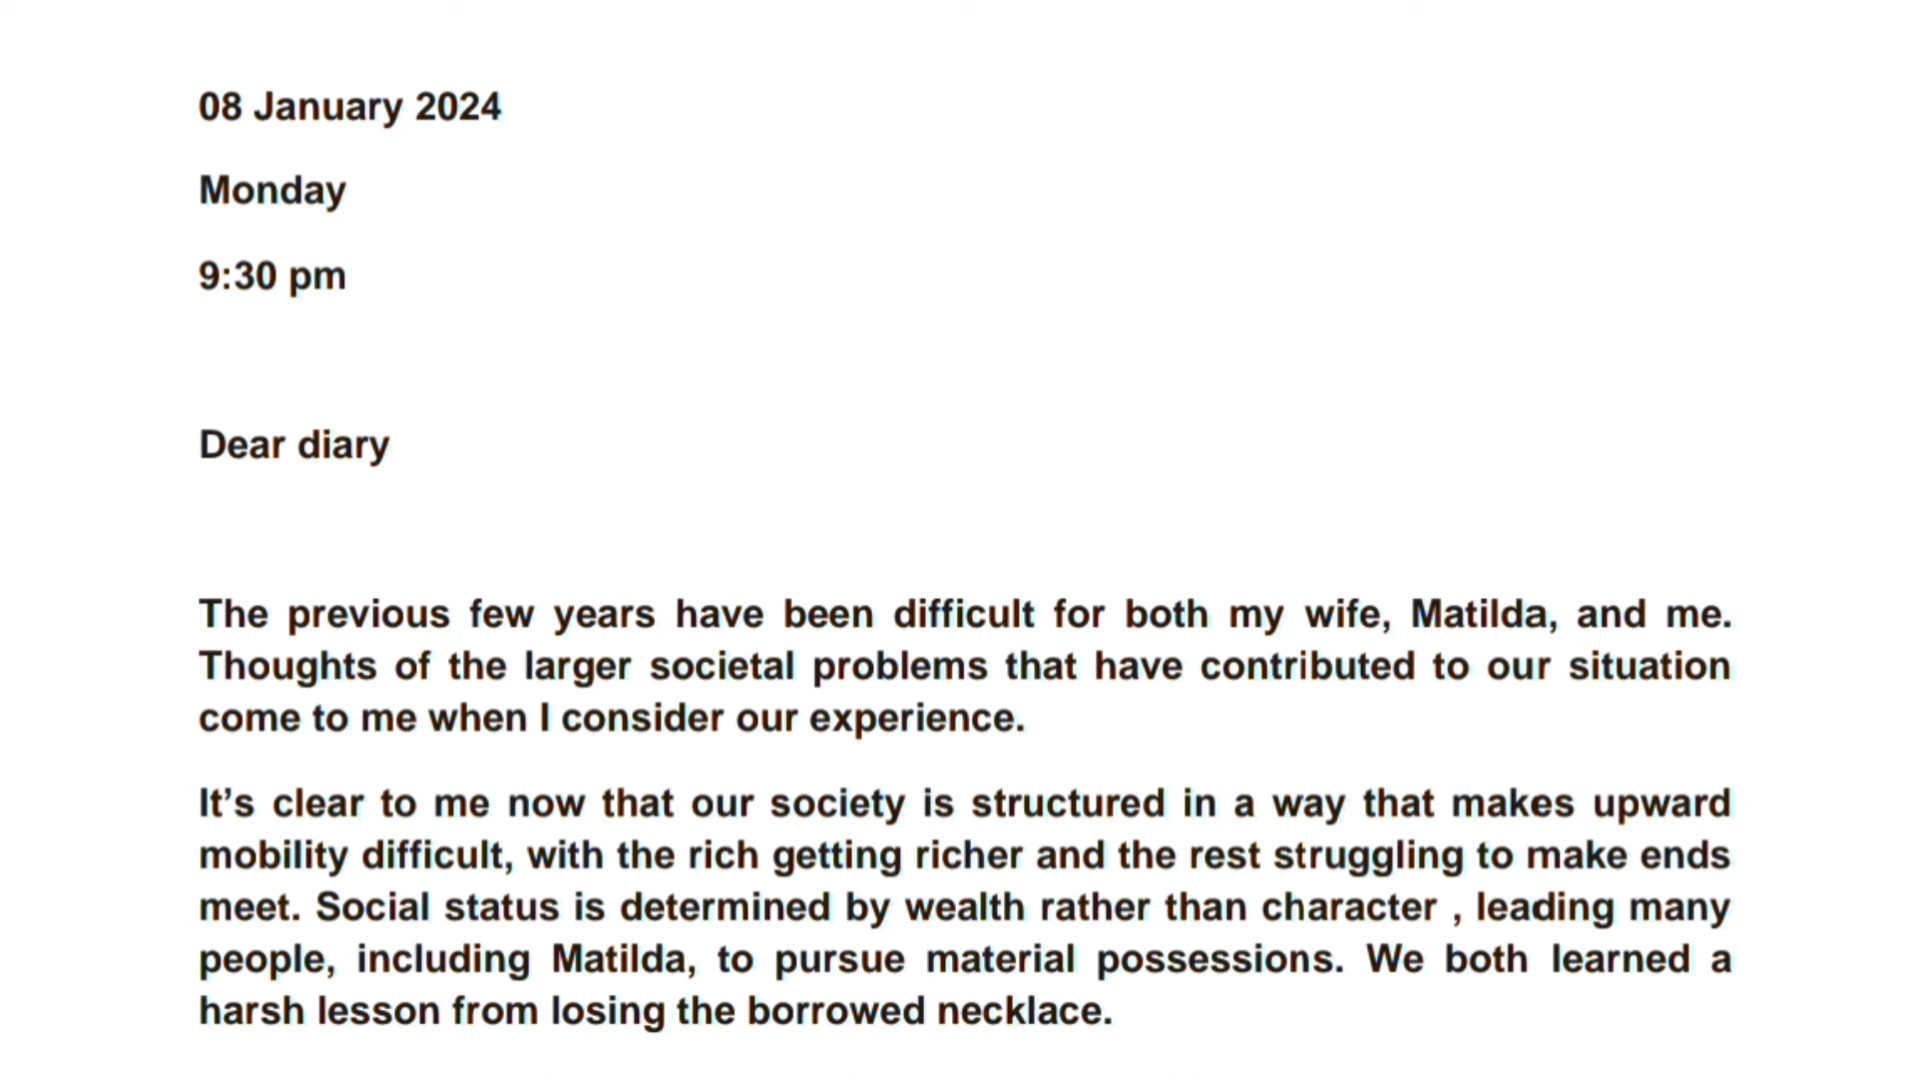 08 January 2024
Monday
9:30 pm
Dear diary
The previous few years have been difficult for both my wife, Matilda, and me.
Thoughts of the larger societal problems that have contributed to our situation
come to me when I consider our experience.
It’s clear to me now that our society is structured in a way that makes upward
mobility difficult, with the rich getting richer and the rest struggling to make ends
meet. Social status is determined by wealth rather than character , leading many
people, including Matilda, to pursue material possessions. We both learned a
harsh lesson from losing the borrowed necklace.